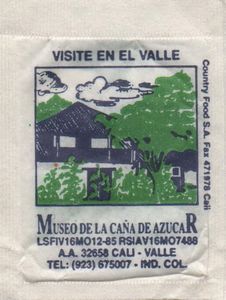 VISITE EN EL VALLE
Country Food S.A. Fax 471978 Cali
MUSEO DE LA CAÑA DE AZUCAR
LSFIV16MO12-85 RSIAV16MO7488
A.A. 32658 CALI - VALLE
TEL: (923) 675007 - IND. COL.